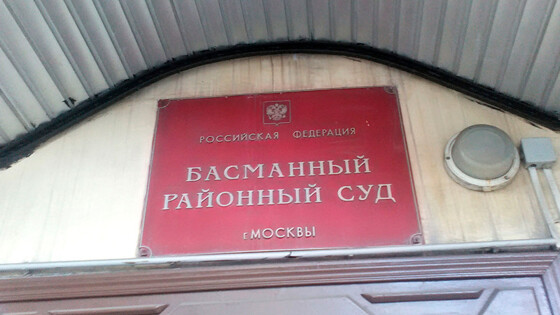 РОССИЙСКАЯ ФЕДЕРАЦИЯ
БАСМАННЫЙ
РАЙОННЫЙ СУД
г.МОСКВЫ